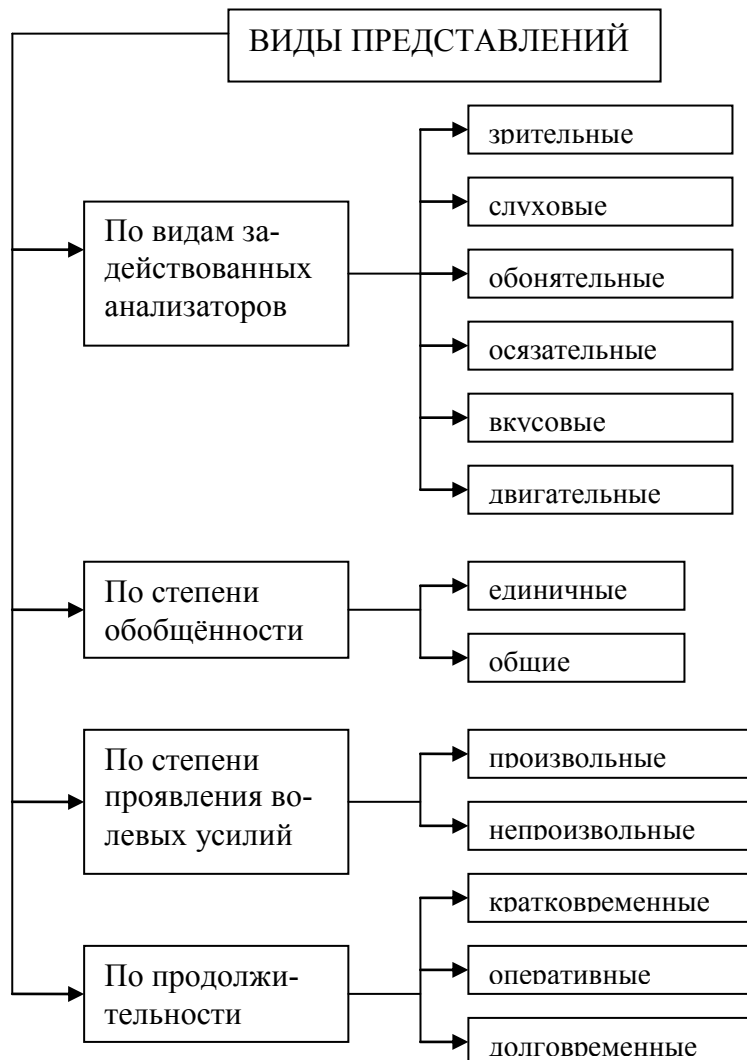 ВИДЫ ПРЕДСТАВЛЕНИЙ
По видам за-
действованных
анализаторов
зрительные
слуховые
обонятельные
осязательные
вкусовые
двигательные
По степени
обобщённости
единичные
общие
По степени
проявления во-
левых усилий
произвольные
непроизвольные
По продолжи-
тельности
кратковременные
оперативные
долговременные